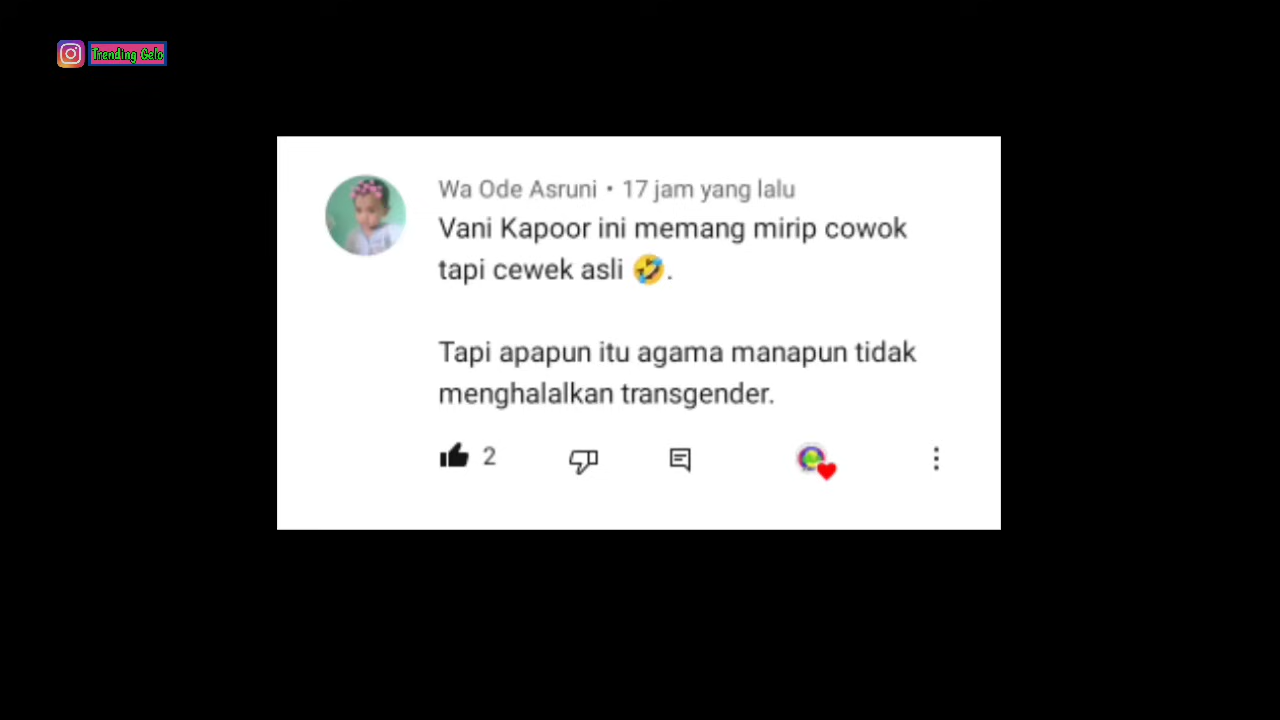 Trending Gelo
Wa Ode Asruni • 17 jam yang lalu
Vani Kapoor ini memang mirip cowok
tapi cewek asli 🤣.
Tapi apapun itu agama manapun tidak
menghalalkan transgender.
2